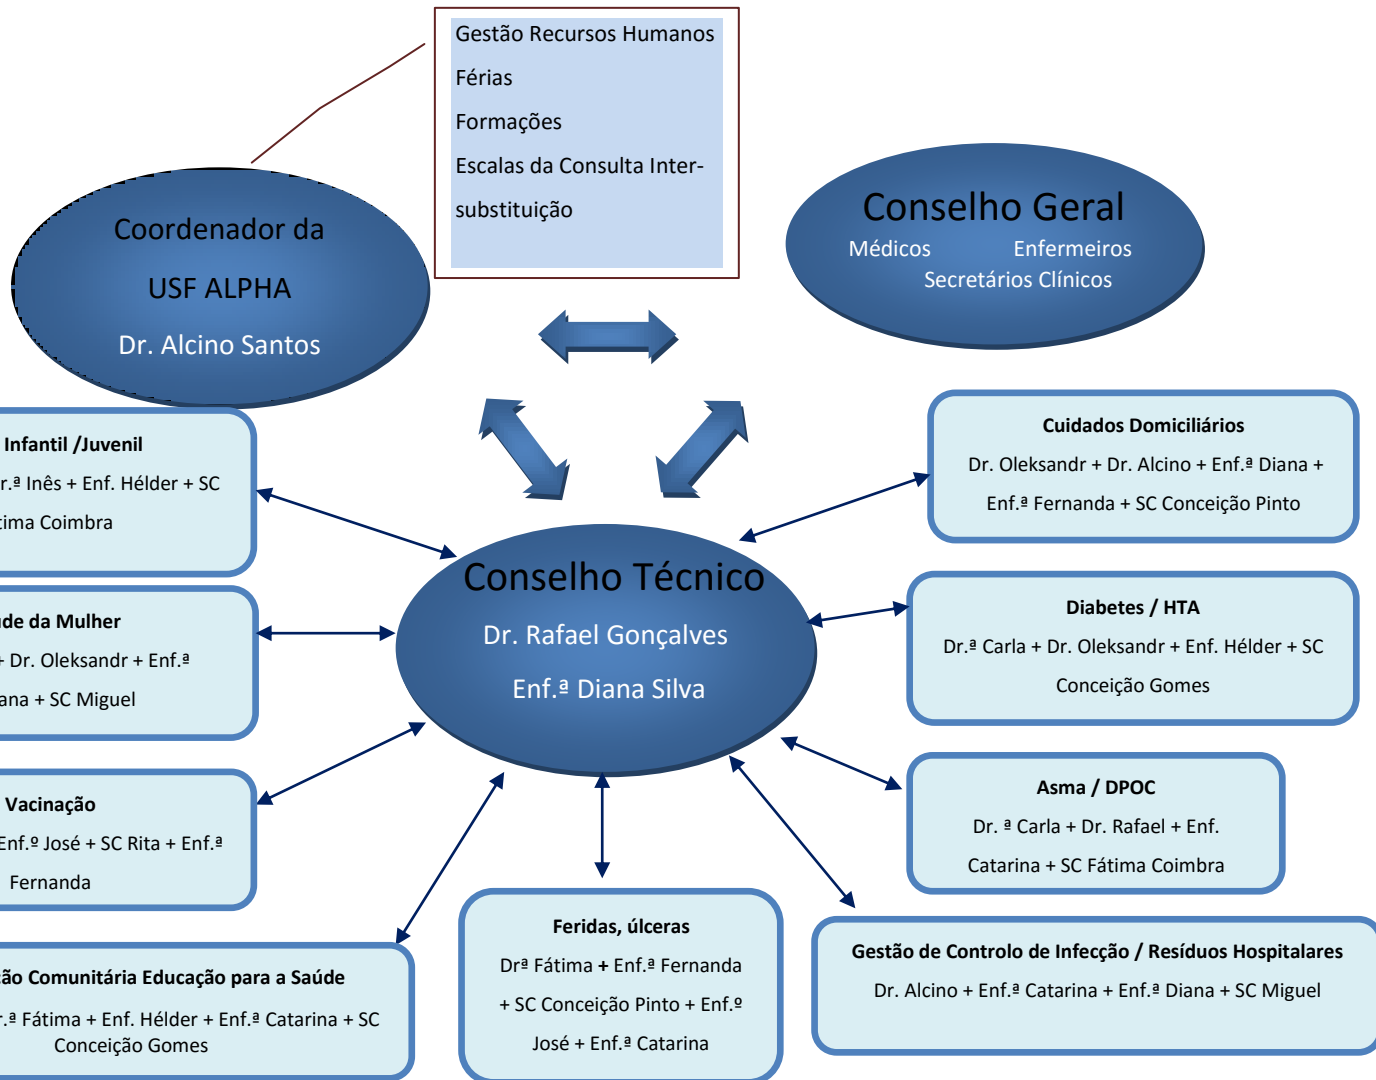 Gestão Recursos Humanos
Férias
Formações
Escalas da Consulta Inter-
substituição
Coordenador da
USF ALPHA
Dr. Alcino Santos
Conselho Geral
Médicos Enfermeiros
Secretários Clínicos
Infantil /Juvenil
Inês + Enf. Hélder + SC
Coimbra
da Mulher
+ Dr. Oleksandr + Enf.ª
+ SC Miguel
Vacinação
Enf.º José + SC Rita + Enf.ª
Fernanda
Comunitária Educação para a Saúde
Fátima + Enf. Hélder + Enf.ª Catarina + SC
Conceição Gomes
Conselho Técnico
Dr. Rafael Gonçalves
Enf.ª Diana Silva
Feridas, úlceras
Drª Fátima + Enf.ª Fernanda
+ SC Conceição Pinto + Enf.º
José + Enf.ª Catarina
Cuidados Domiciliários
Dr. Oleksandr + Dr. Alcino + Enf.ª Diana +
Enf.ª Fernanda + SC Conceição Pinto
Diabetes / HTA
Dr.ª Carla + Dr. Oleksandr + Enf. Hélder + SC
Conceição Gomes
Asma / DPOC
Dr. ª Carla + Dr. Rafael + Enf.
Catarina + SC Fátima Coimbra
Gestão de Controlo de Infecção / Resíduos Hospitalares
Dr. Alcino + Enf.ª Catarina + Enf.ª Diana + SC Miguel